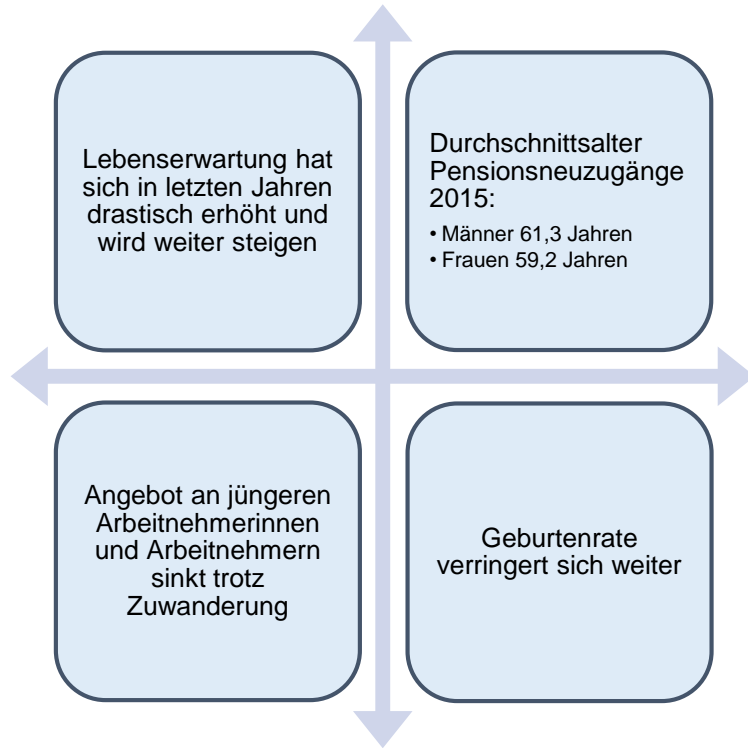 Lebenserwartung hat
sich in letzten Jahren
drastisch erhöht und
wird weiter steigen
Durchschnittsalter
Pensionsneuzugänge
2015:
• Männer 61,3 Jahren
• Frauen 59,2 Jahren
Angebot an jüngeren
Arbeitnehmerinnen
und Arbeitnehmern
sinkt trotz
Zuwanderung
Geburtenrate
verringert sich weiter